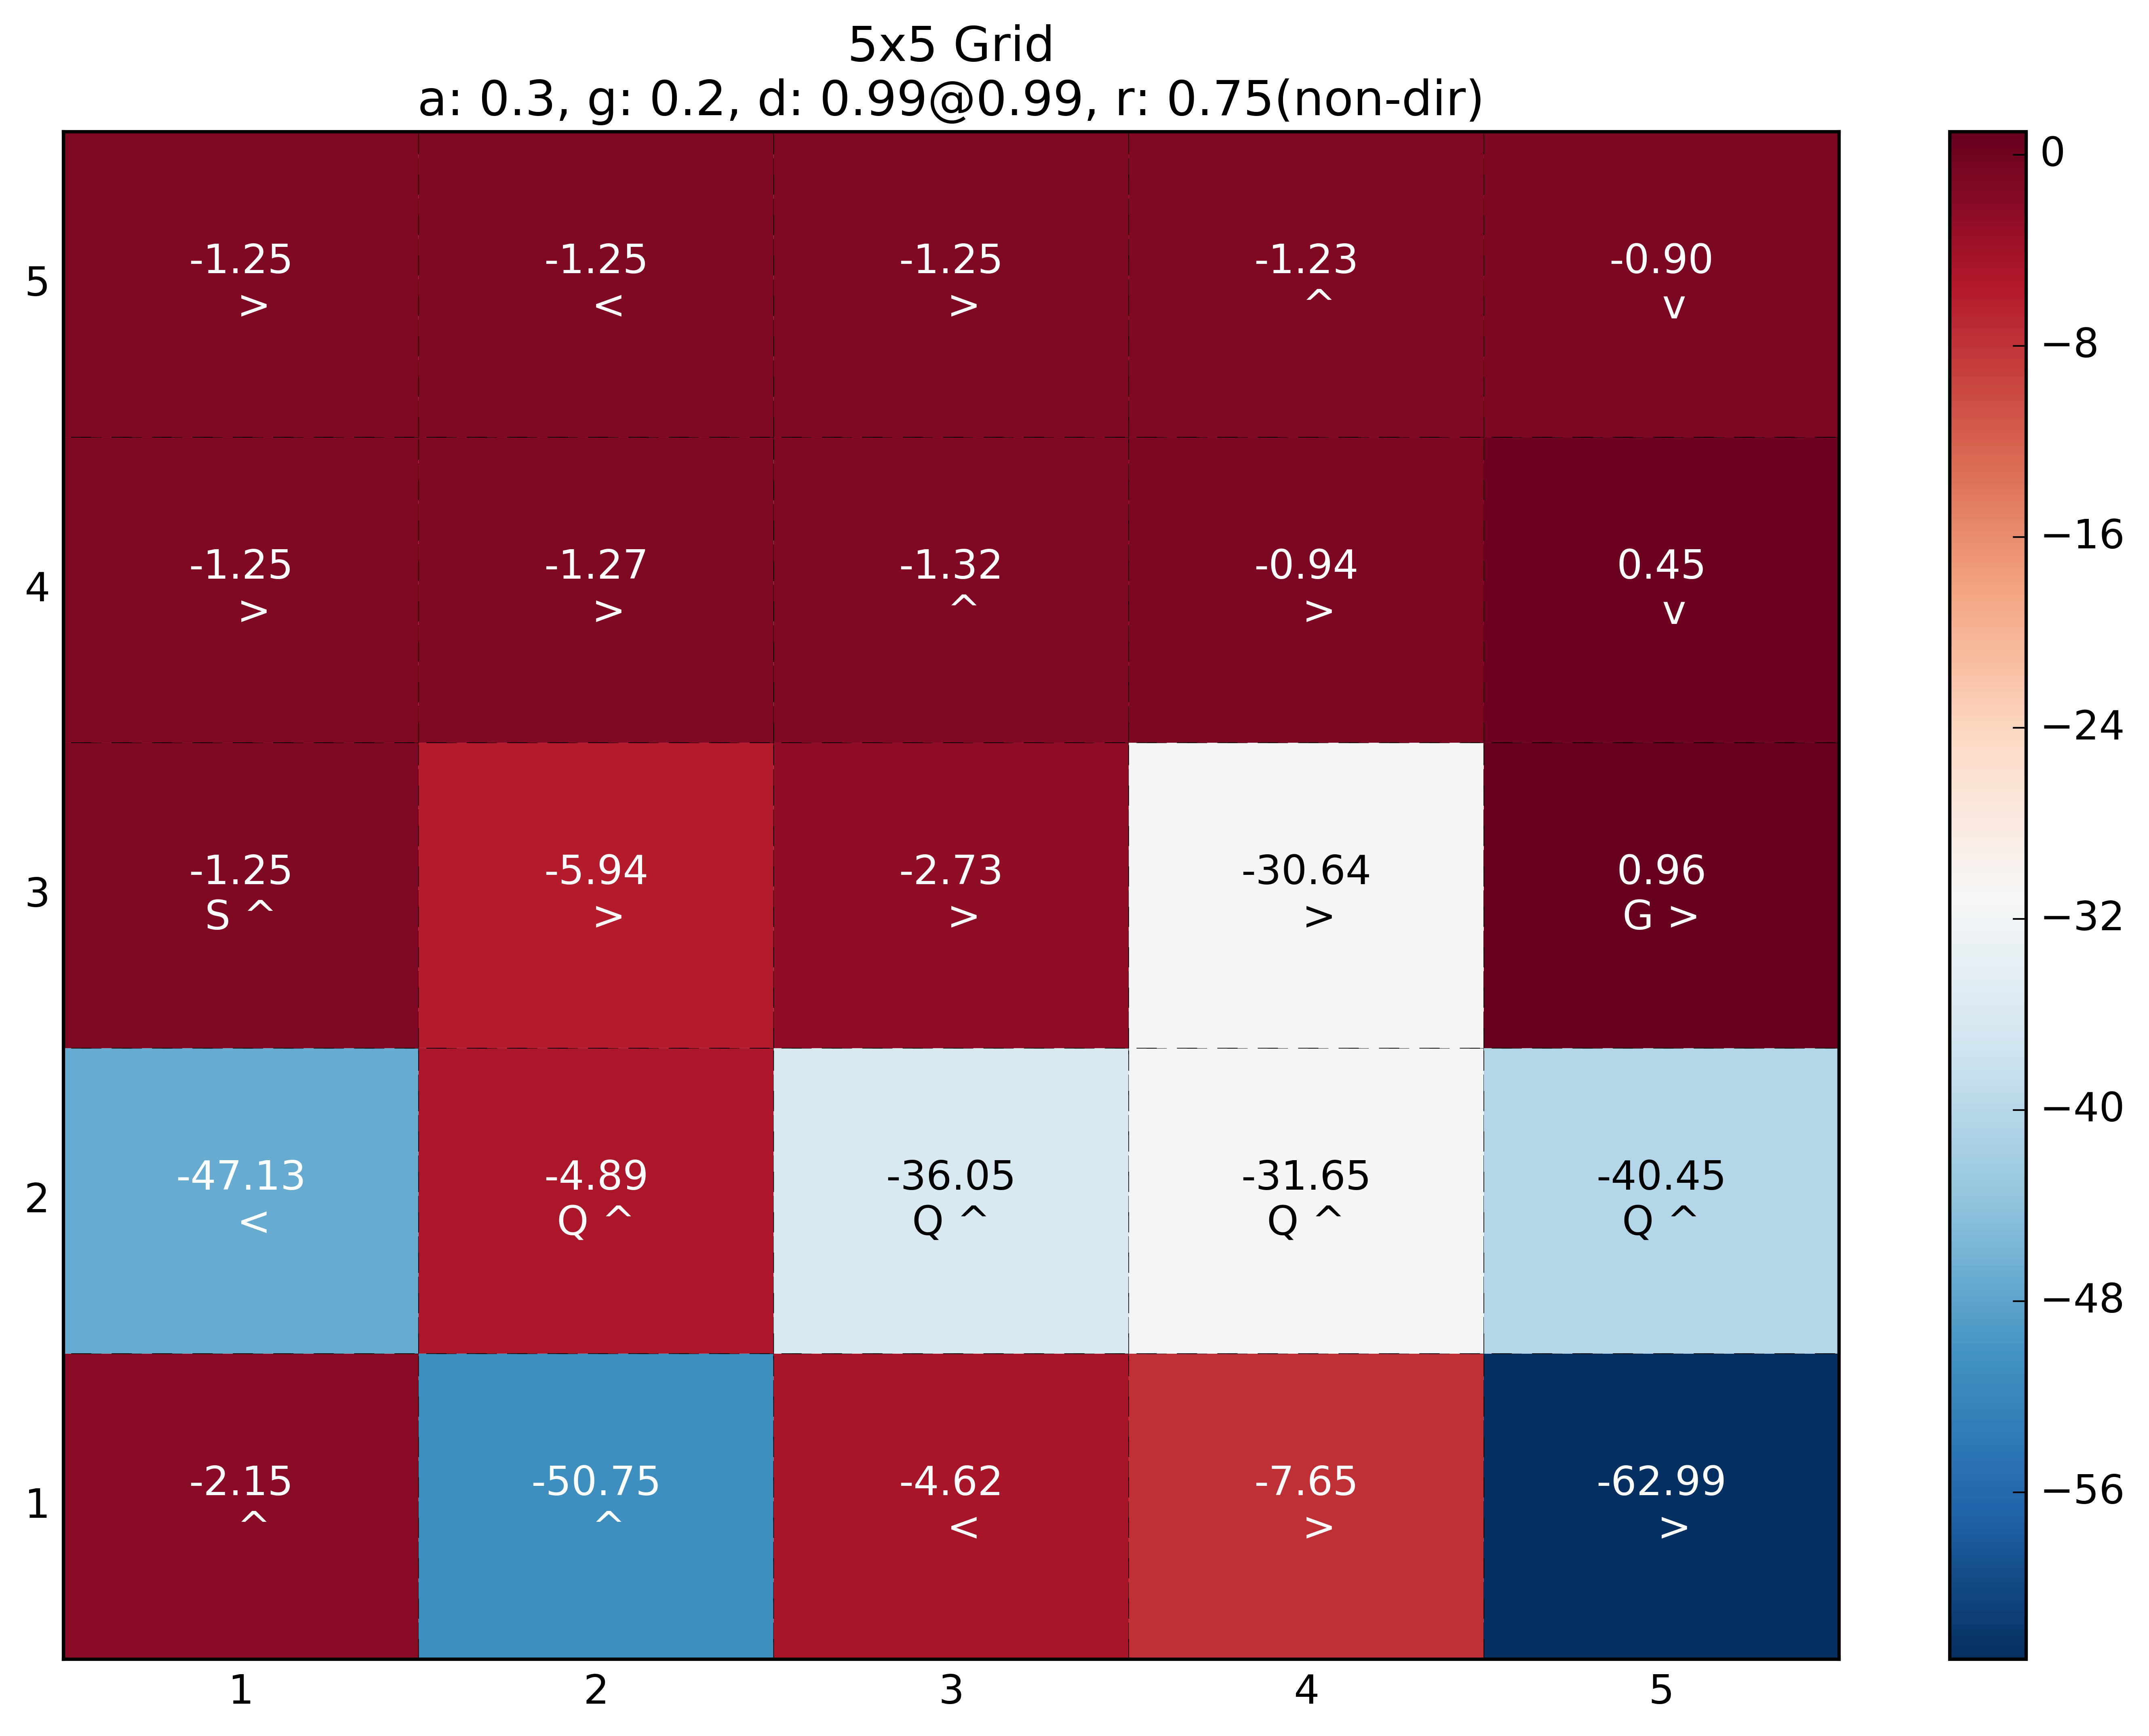 5x5 Grid
a: 0.3, g: 0.2, d: 0.99@0.99, r: 0.75(non-dir)
5 -1.25 -1.25 -1.25 -1.23 -0.90
> < > ^ v
4 -1.25 -1.27 -1.32 -0.94 0.45
> > ^ > v
3 -1.25 -5.94 -2.73 -30.64 0.96
S ^ > > > G >
2 -47.13 -4.89 -36.05 -31.65 -40.45
< Q ^ Q ^ Q ^ Q ^
1 -2.15 -50.75 -4.62 -7.65 -62.99
^ ^ < > >
1 2 3 4 5
0
−8
−16
−24
−32
−40
−48
−56